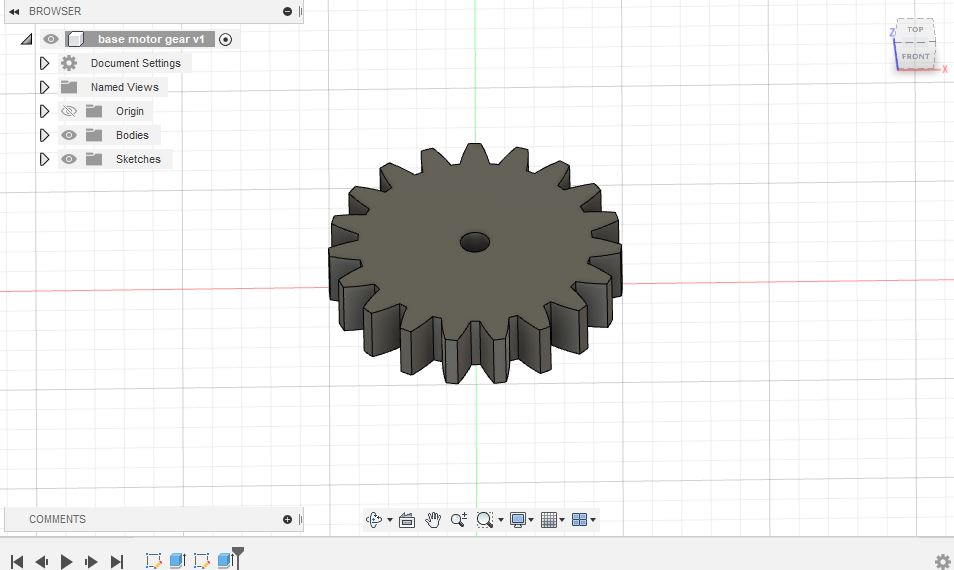 BROWSER
base motor gear v1
Document Settings
Named Views
Origin
Bodies
Sketches
TOP
Z
FRONT
X
COMMENTS